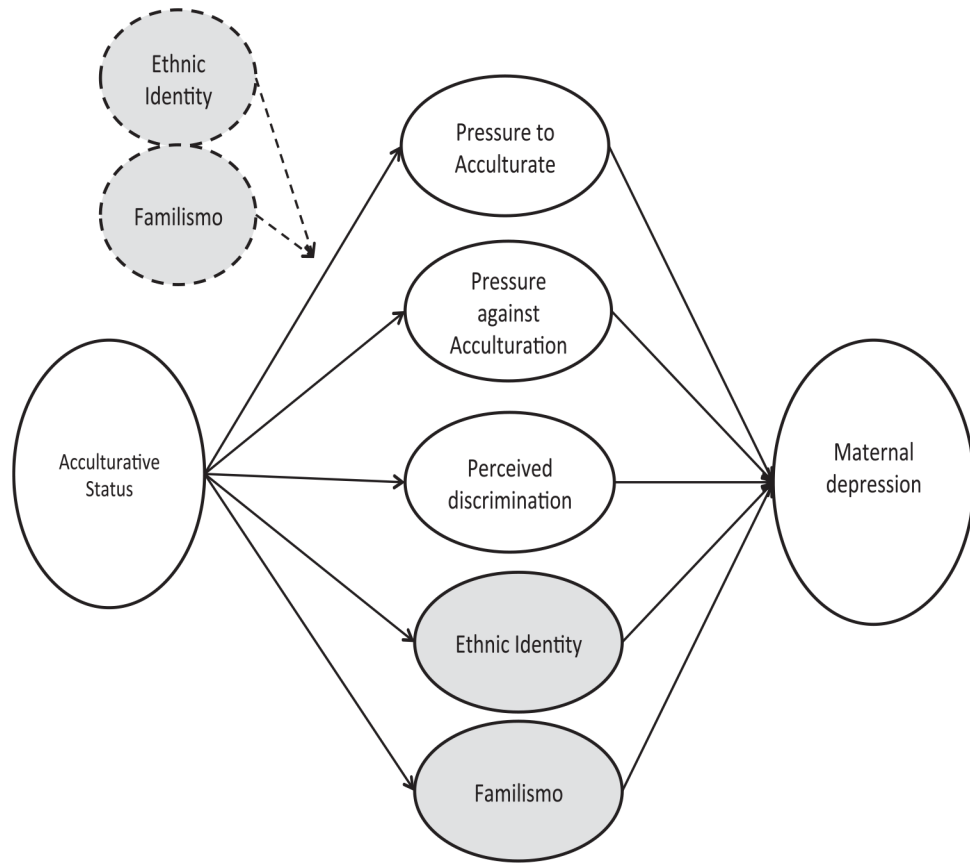 Ethnic
Identity
Familismo
Pressure to
Acculturate
Pressure
against
Acculturation
Acculturative
Status
Perceived
discrimination
Maternal
depression
Ethnic Identity
Familismo